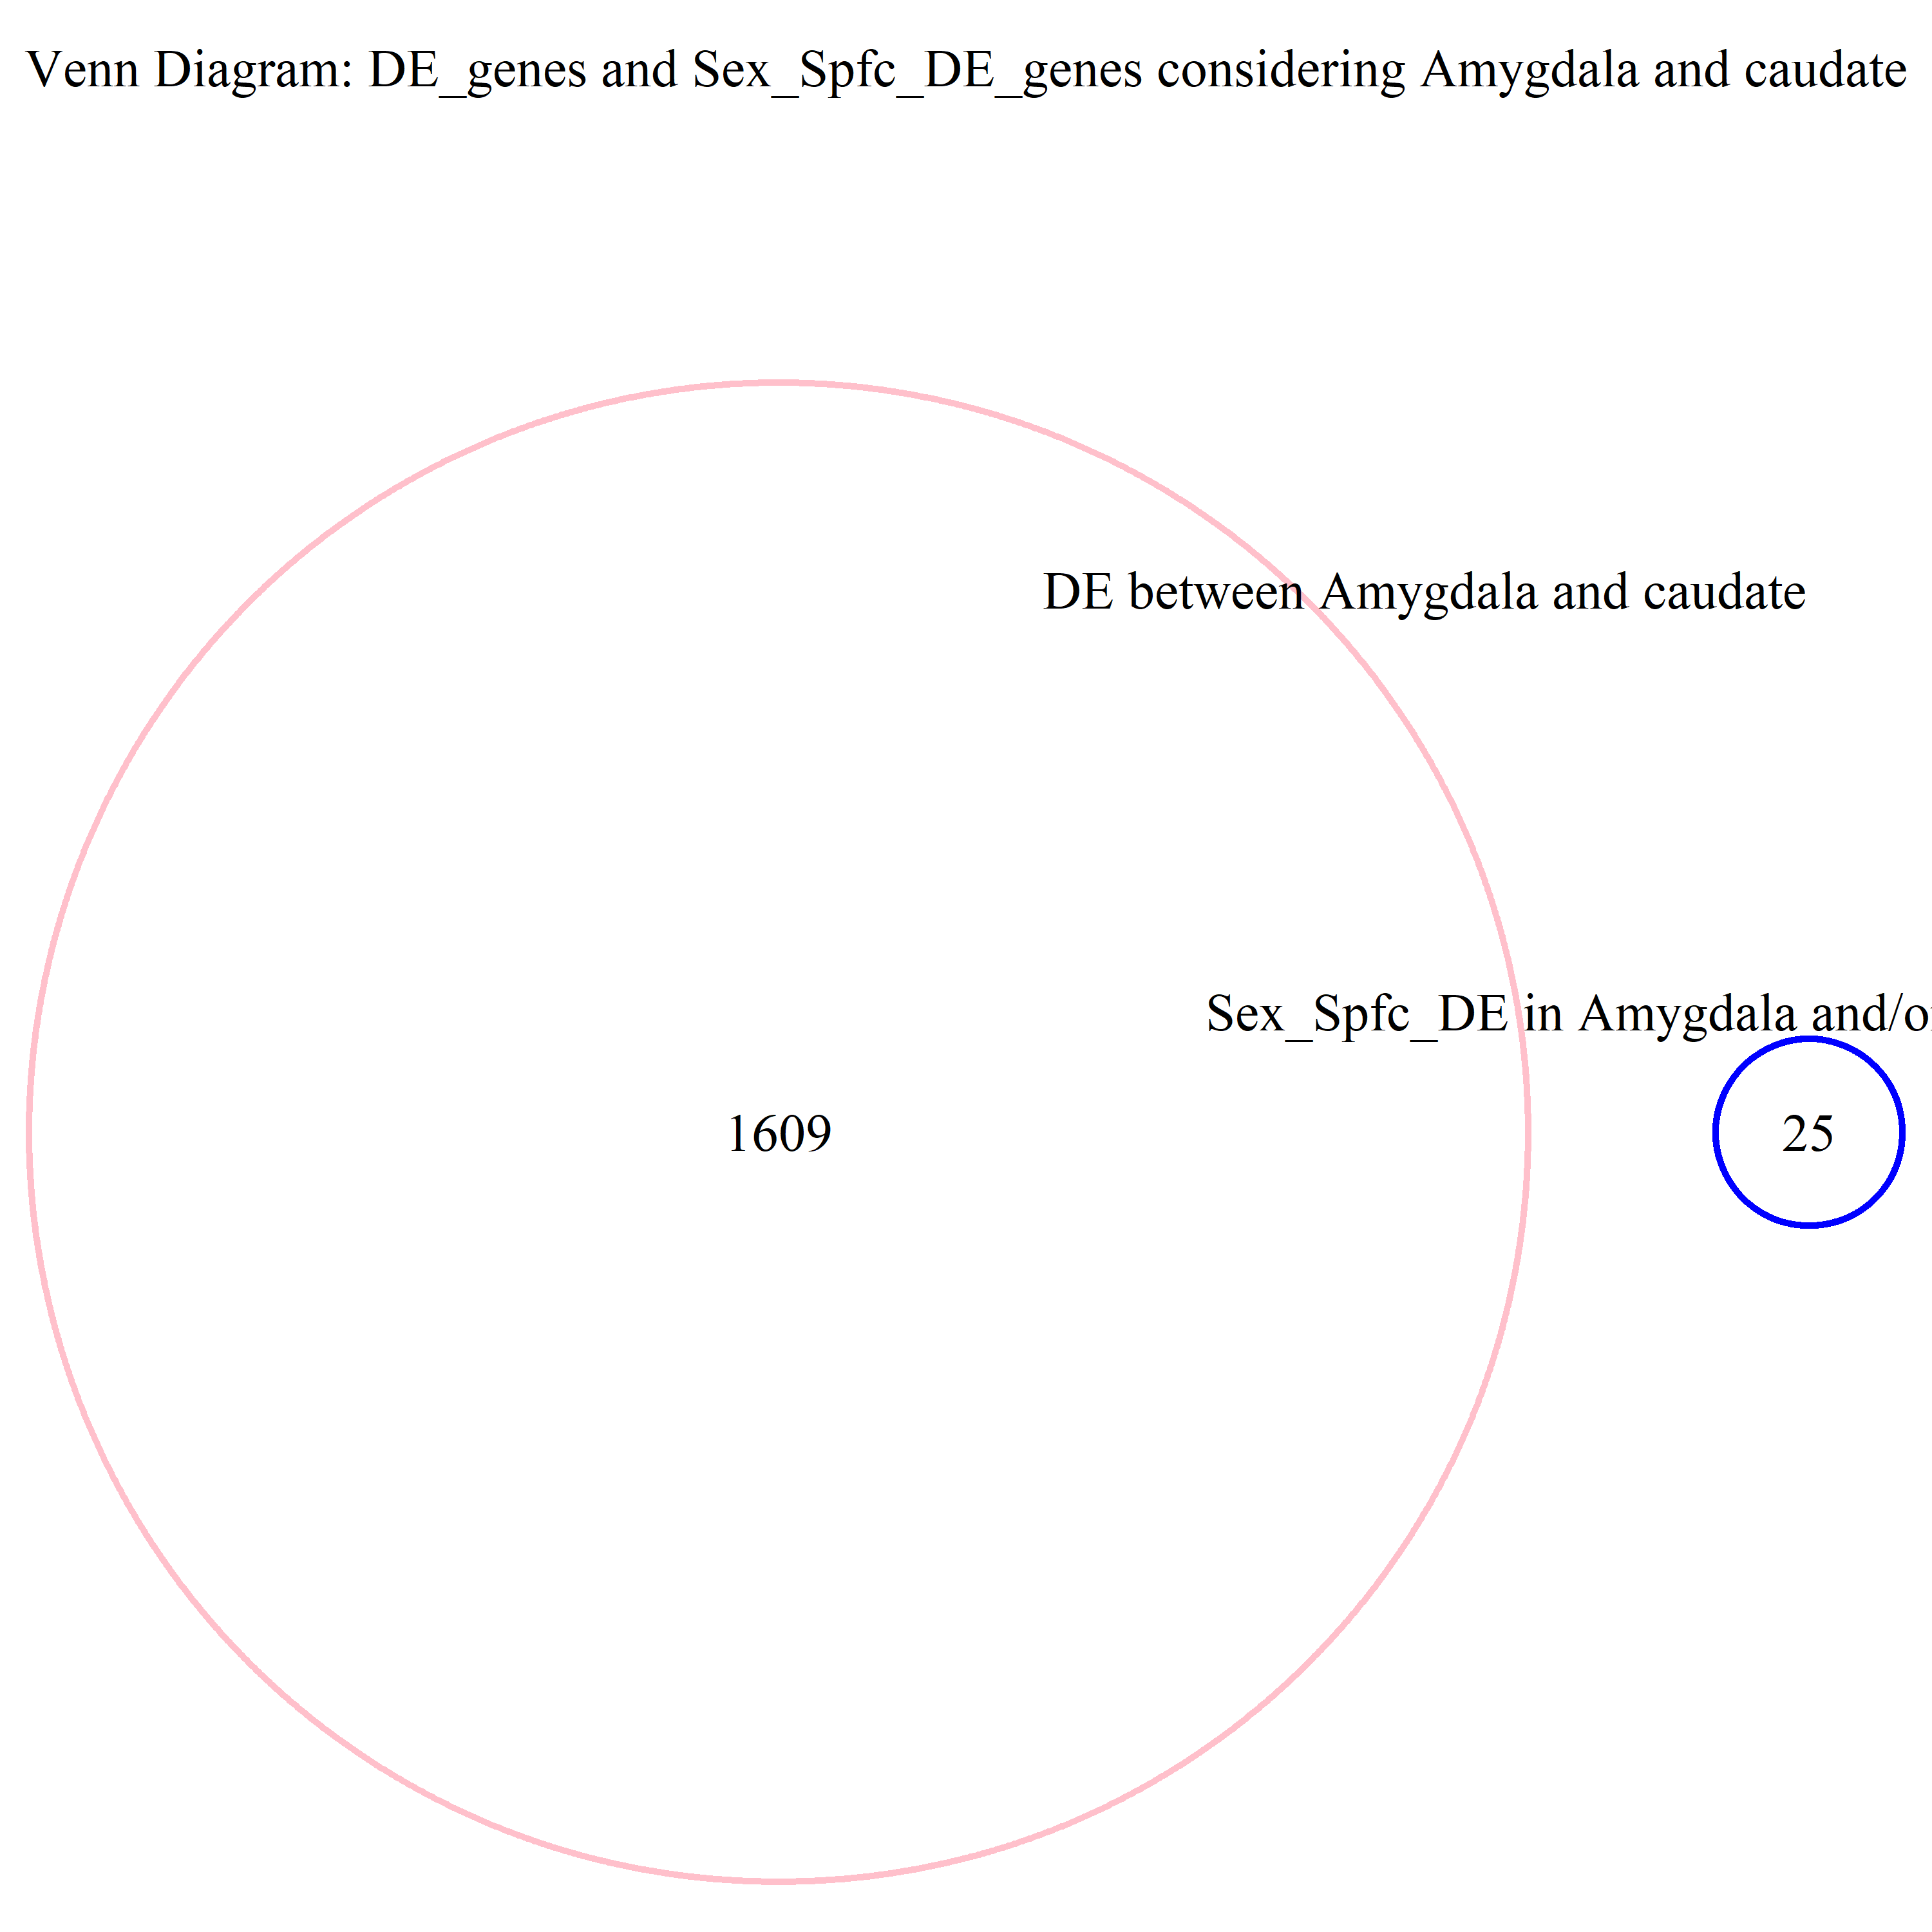 Venn Diagram: DE_genes and Sex_Spfc_DE_genes considering Amygdala and caudate
DE between Amygdala and caudate
Sex_Spfc_DE in Amygdala
1609
25